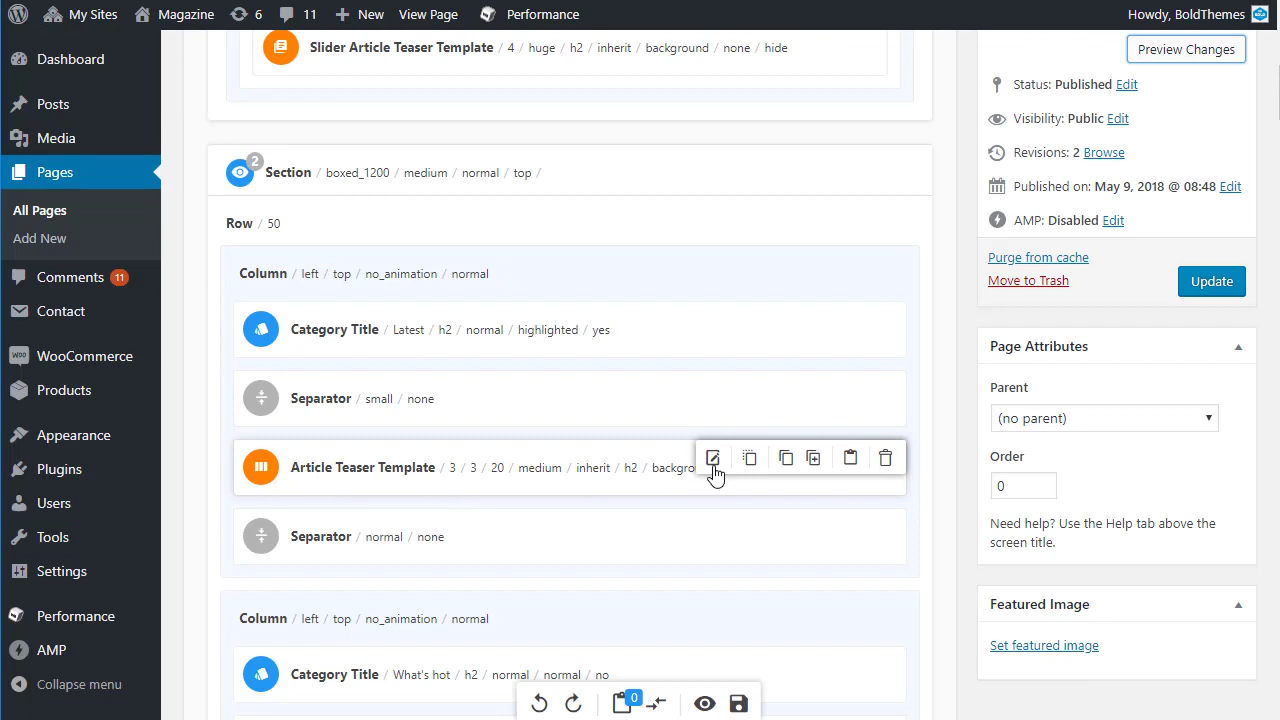 My Sites Magazine 6 11 New View Page Performance Howdy, BoldThemes
Dashboard
Posts
Media
Pages
All Pages
Add New
Comments 11
Contact
WOO WooCommerce
Products
Appearance
Plugins
Users
Tools
Settings
Performance
AMP
Collapse menu
Slider Article Teaser Template / 4 / huge / h2 / inherit / background / none / hide
2
Section / boxed_1200 / medium / normal / top /
Row / 50
Column / left / top / no_animation / normal
Category Title / Latest / h2 / normal / highlighted / yes
Separator / small / none
Article Teaser Template / 3 / 3 / 20 / medium / inherit / h2 / backgro
Separator / normal / none
Column / left / top / no_animation / normal
Category Title / What's hot / h2 / normal / normal / no
0
Preview Changes
Status: Published Edit
Visibility: Public Edit
Revisions: 2 Browse
Published on: May 9, 2018 @ 08:48 Edit
AMP: Disabled Edit
Purge from cache
Move to Trash
Update
Page Attributes
Parent
(no parent)
Order
0
Need help? Use the Help tab above the
screen title.
Featured Image
Set featured image